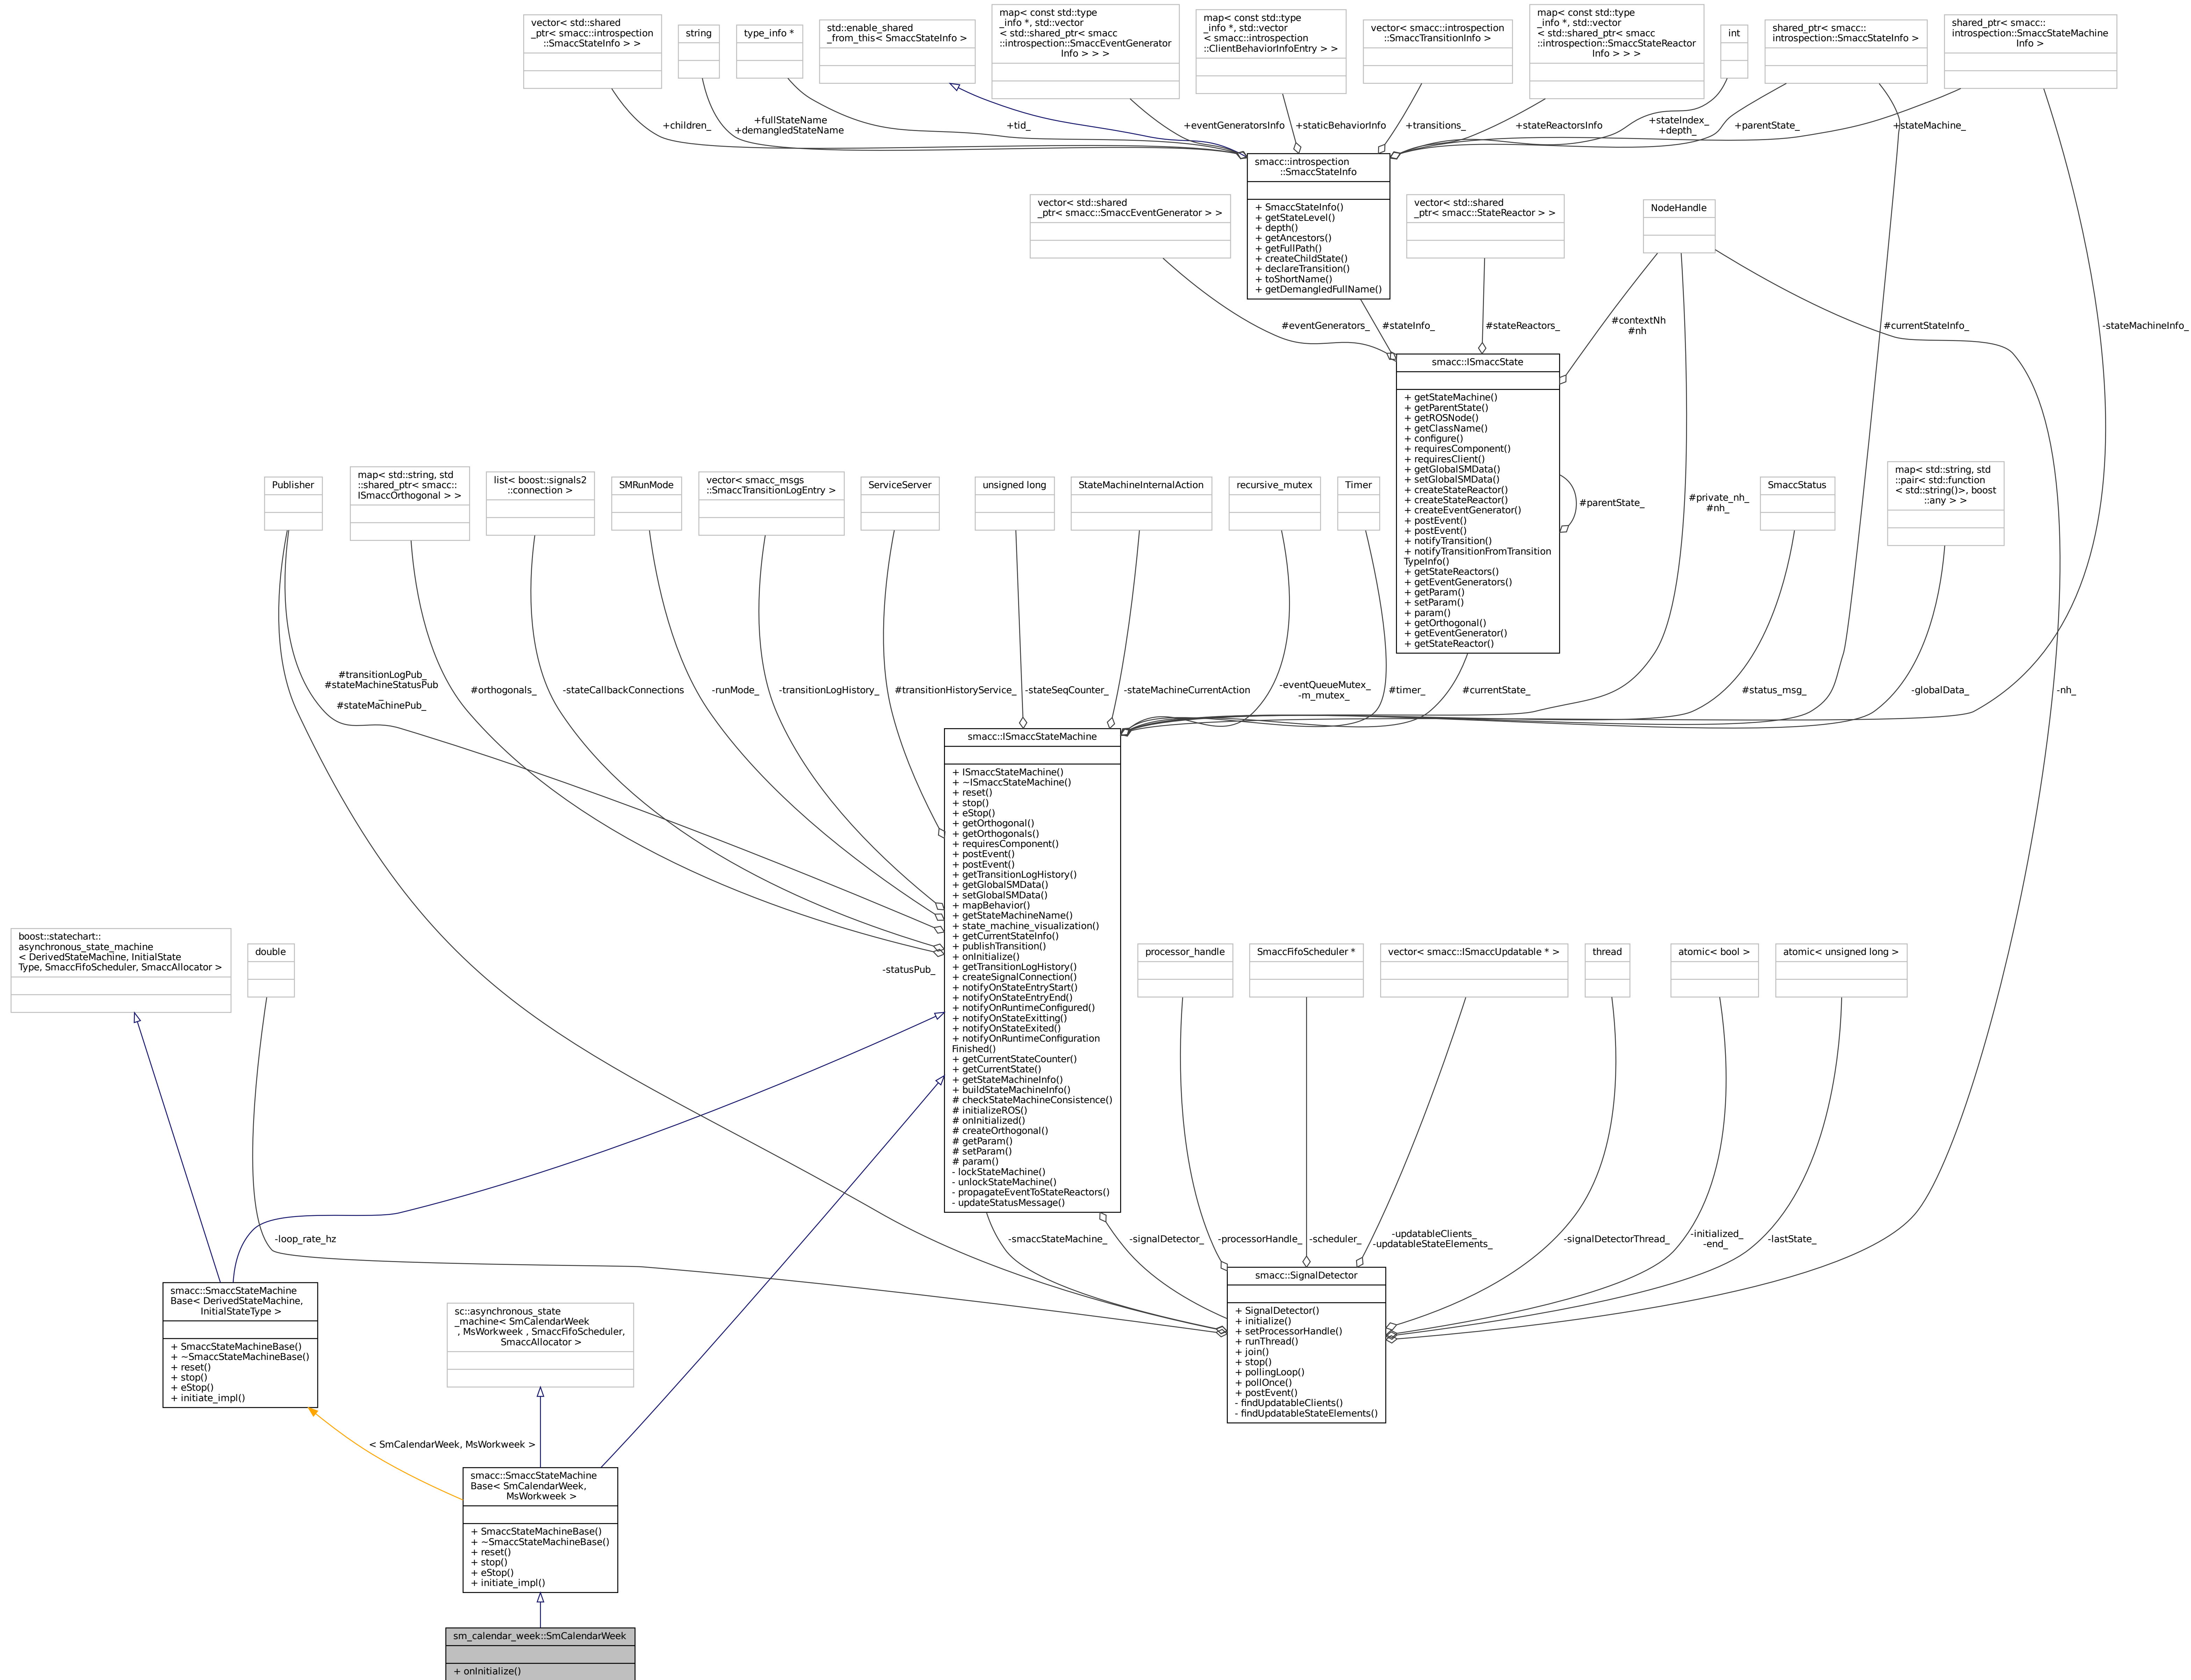 vector< std::shared
_ptr< smacc::introspection
::SmaccStateInfo > >
string
type_info *
std::enable_shared
_from_this< SmaccStateInfo >
map< const std::type
_info *, std::vector
< std::shared_ptr< smacc
::introspection::SmaccEventGenerator
Info > > >
map< const std::type
_info *, std::vector
< smacc::introspection
::ClientBehaviorInfoEntry > >
vector< smacc::introspection
::SmaccTransitionInfo >
map< const std::type
_info *, std::vector
< std::shared_ptr< smacc
::introspection::SmaccStateReactor
Info > > >
int
shared_ptr< smacc::
introspection::SmaccStateInfo >
shared_ptr< smacc::
introspection::SmaccStateMachine
Info >
+children_
+fullStateName
+demangledStateName
+tid_
+eventGeneratorsInfo
+staticBehaviorInfo
+transitions_
+stateReactorsInfo
+stateIndex_
+depth_
+parentState_
+stateMachine_
smacc::introspection
::SmaccStateInfo
+ SmaccStateInfo()
+ getStateLevel()
+ depth()
+ getAncestors()
+ getFullPath()
+ createChildState()
+ declareTransition()
+ toShortName()
+ getDemangledFullName()
vector< std::shared
_ptr< smacc::SmaccEventGenerator > >
vector< std::shared
_ptr< smacc::StateReactor > >
NodeHandle
#eventGenerators_
#stateInfo_
#stateReactors_
#contextNh
#nh
#currentStateInfo_
-stateMachineInfo_
smacc::ISmaccState
+ getStateMachine()
+ getParentState()
+ getROSNode()
+ getClassName()
+ configure()
+ requiresComponent()
+ requiresClient()
+ getGlobalSMData()
+ setGlobalSMData()
+ createStateReactor()
+ createStateReactor()
+ createEventGenerator()
+ postEvent()
+ postEvent()
+ notifyTransition()
+ notifyTransitionFromTransition
TypeInfo()
+ getStateReactors()
+ getEventGenerators()
+ getParam()
+ setParam()
+ param()
+ getOrthogonal()
+ getEventGenerator()
+ getStateReactor()
#parentState_
#private_nh_
#nh_
Publisher
map< std::string, std
::shared_ptr< smacc::
ISmaccOrthogonal > >
list< boost::signals2
::connection >
SMRunMode
vector< smacc_msgs
::SmaccTransitionLogEntry >
ServiceServer
unsigned long
StateMachineInternalAction
recursive_mutex
Timer
SmaccStatus
map< std::string, std
::pair< std::function
< std::string()>, boost
::any > >
#transitionLogPub_
#stateMachineStatusPub
_
#stateMachinePub_
#orthogonals_
-stateCallbackConnections
-runMode_
-transitionLogHistory_
#transitionHistoryService_
-stateSeqCounter_
-stateMachineCurrentAction
-eventQueueMutex_
-m_mutex_
#timer_
#currentState_
#status_msg_
-globalData_
-nh_
smacc::ISmaccStateMachine
+ ISmaccStateMachine()
+ ~ISmaccStateMachine()
+ reset()
+ stop()
+ eStop()
+ getOrthogonal()
+ getOrthogonals()
+ requiresComponent()
+ postEvent()
+ postEvent()
+ getTransitionLogHistory()
+ getGlobalSMData()
+ setGlobalSMData()
+ mapBehavior()
+ getStateMachineName()
+ state_machine_visualization()
+ getCurrentStateInfo()
+ publishTransition()
+ onInitialize()
+ getTransitionLogHistory()
+ createSignalConnection()
+ notifyOnStateEntryStart()
+ notifyOnStateEntryEnd()
+ notifyOnRuntimeConfigured()
+ notifyOnStateExitting()
+ notifyOnStateExited()
+ notifyOnRuntimeConfiguration
Finished()
+ getCurrentStateCounter()
+ getCurrentState()
+ getStateMachineInfo()
+ buildStateMachineInfo()
# checkStateMachineConsistence()
# initializeROS()
# onInitialized()
# createOrthogonal()
# getParam()
# setParam()
# param()
- lockStateMachine()
- unlockStateMachine()
- propagateEventToStateReactors()
- updateStatusMessage()
boost::statechart::
asynchronous_state_machine
< DerivedStateMachine, InitialState
Type, SmaccFifoScheduler, SmaccAllocator >
double
-statusPub_
processor_handle
SmaccFifoScheduler *
vector< smacc::ISmaccUpdatable * >
thread
atomic< bool >
atomic< unsigned long >
-loop_rate_hz
-smaccStateMachine_
-signalDetector_
-processorHandle_
-scheduler_
-updatableClients_
-updatableStateElements_
-signalDetectorThread_
-initialized_
-end_
-lastState_
smacc::SignalDetector
+ SignalDetector()
+ initialize()
+ setProcessorHandle()
+ runThread()
+ join()
+ stop()
+ pollingLoop()
+ pollOnce()
+ postEvent()
- findUpdatableClients()
- findUpdatableStateElements()
smacc::SmaccStateMachine
Base< DerivedStateMachine,
InitialStateType >
+ SmaccStateMachineBase()
+ ~SmaccStateMachineBase()
+ reset()
+ stop()
+ eStop()
+ initiate_impl()
sc::asynchronous_state
_machine< SmCalendarWeek
, MsWorkweek , SmaccFifoScheduler,
SmaccAllocator >
< SmCalendarWeek, MsWorkweek >
smacc::SmaccStateMachine
Base< SmCalendarWeek,
MsWorkweek >
+ SmaccStateMachineBase()
+ ~SmaccStateMachineBase()
+ reset()
+ stop()
+ eStop()
+ initiate_impl()
sm_calendar_week::SmCalendarWeek
+ onInitialize()